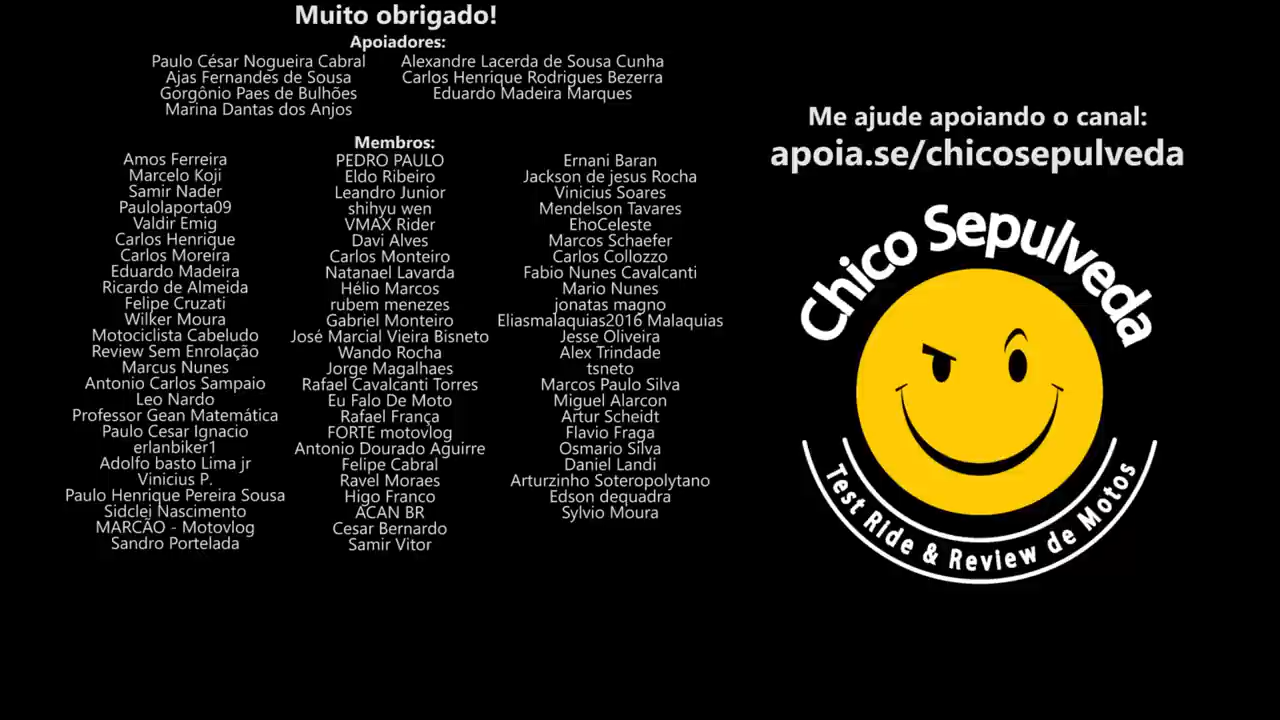 Muito obrigado!
Apoiadores:
Paulo César Nogueira Cabral
Ajas Fernandes de Sousa
Gorgônio Paes de Bulhões
Marina Dantas dos Anjos
Alexandre Lacerda de Sousa Cunha
Carlos Henrique Rodrigues Bezerra
Eduardo Madeira Marques
Membros:
Amos Ferreira
Marcelo Koji
Samir Nader
Paulolaporta09
Valdir Emig
Carlos Henrique
Carlos Moreira
Eduardo Madeira
Ricardo de Almeida
Felipe Cruzati
Wilker Moura
Motociclista Cabeludo
Review Sem Enrolação
Marcus Nunes
Antonio Carlos Sampaio
Leo Nardo
Professor Gean Matemática
Paulo Cesar Ignacio
erlanbiker1
Adolfo basto Lima jr
Vinicius P.
Paulo Henrique Pereira Sousa
Sidclei Nascimento
MARCÃO - Motovlog
Sandro Portelada
PEDRO PAULO
Eldo Ribeiro
Leandro Junior
shihyu wen
VMAX Rider
Davi Alves
Carlos Monteiro
Natanael Lavarda
Hélio Marcos
rubem menezes
Gabriel Monteiro
José Marcial Vieira Bisneto
Wando Rocha
Jorge Magalhaes
Rafael Cavalcanti Torres
Eu Falo De Moto
Rafael França
FORTE motovlog
Antonio Dourado Aguirre
Felipe Cabral
Ravel Moraes
Higo Franco
ACAN BR
Cesar Bernardo
Samir Vitor
Ernani Baran
Jackson de jesus Rocha
Vinicius Soares
Mendelson Tavares
EhoCeleste
Marcos Schaefer
Carlos Collozzo
Fabio Nunes Cavalcanti
Mario Nunes
jonatas magno
Eliasmalaquias2016 Malaquias
Jesse Oliveira
Alex Trindade
tsneto
Marcos Paulo Silva
Miguel Alarcon
Artur Scheidt
Flavio Fraga
Osmario Silva
Daniel Landi
Arturzinho Soteropolytano
Edson dequadra
Sylvio Moura
Me ajude apoiando o canal:
apoia.se/chicosepulveda
Chico Sepulveda
Test Ride & Review de Motos